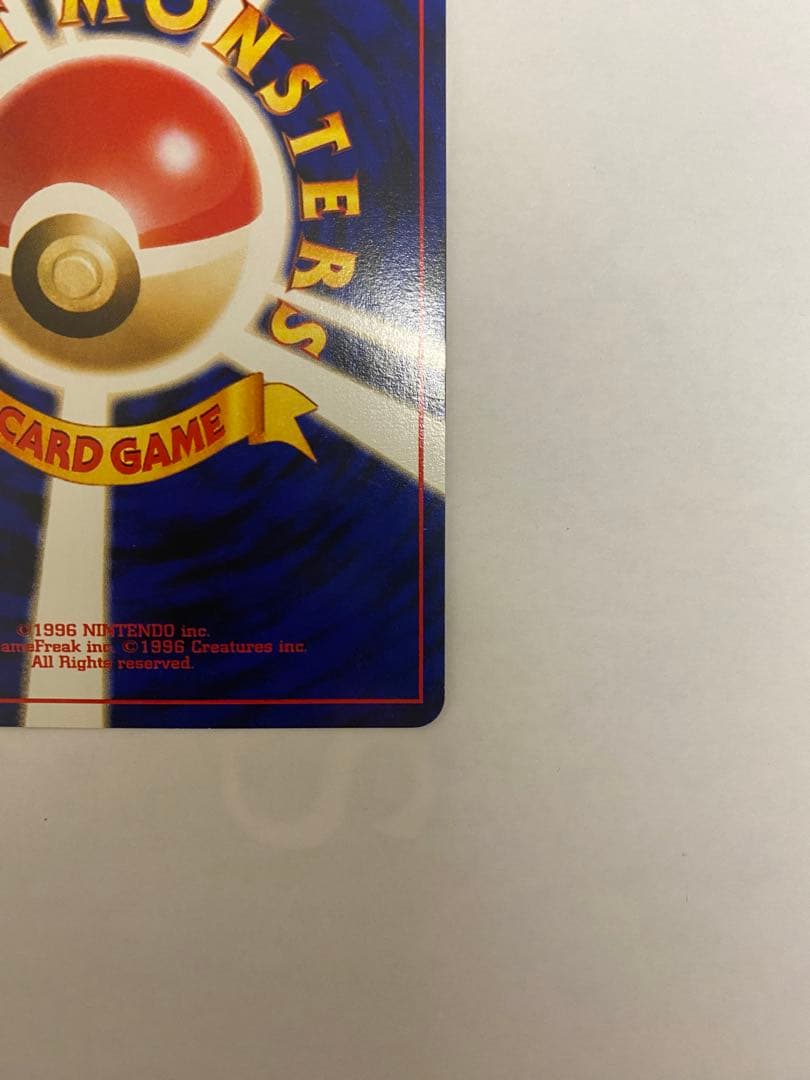 T MONSTERS
CARD GAME
©1996 NINTENDO inc.
ameFreak inc. ©1996 Creatures inc.
All Rights reserved.